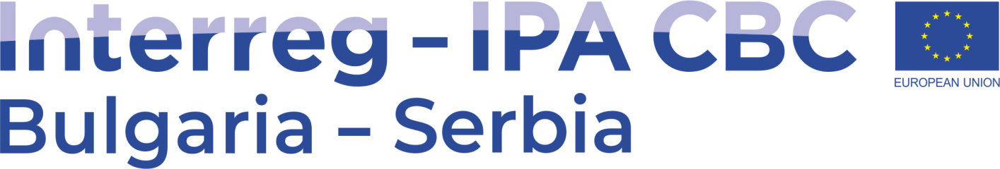 Interreg - IPA CBC
EUROPEAN UNION
Bulgaria - Serbia